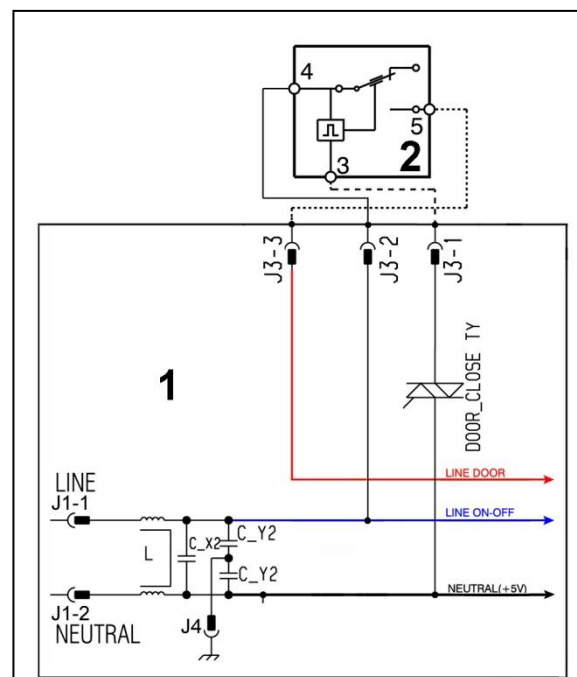 4
5
2
3
J3-3
J3-2
J3-1
DOOR_CLOSE TY
1
LINE DOOR
LINE
J1-1
LINE ON-OFF
C_Y2
C_X2
L
C_Y2
NEUTRAL(+5V)
J1-2
NEUTRAL
J4